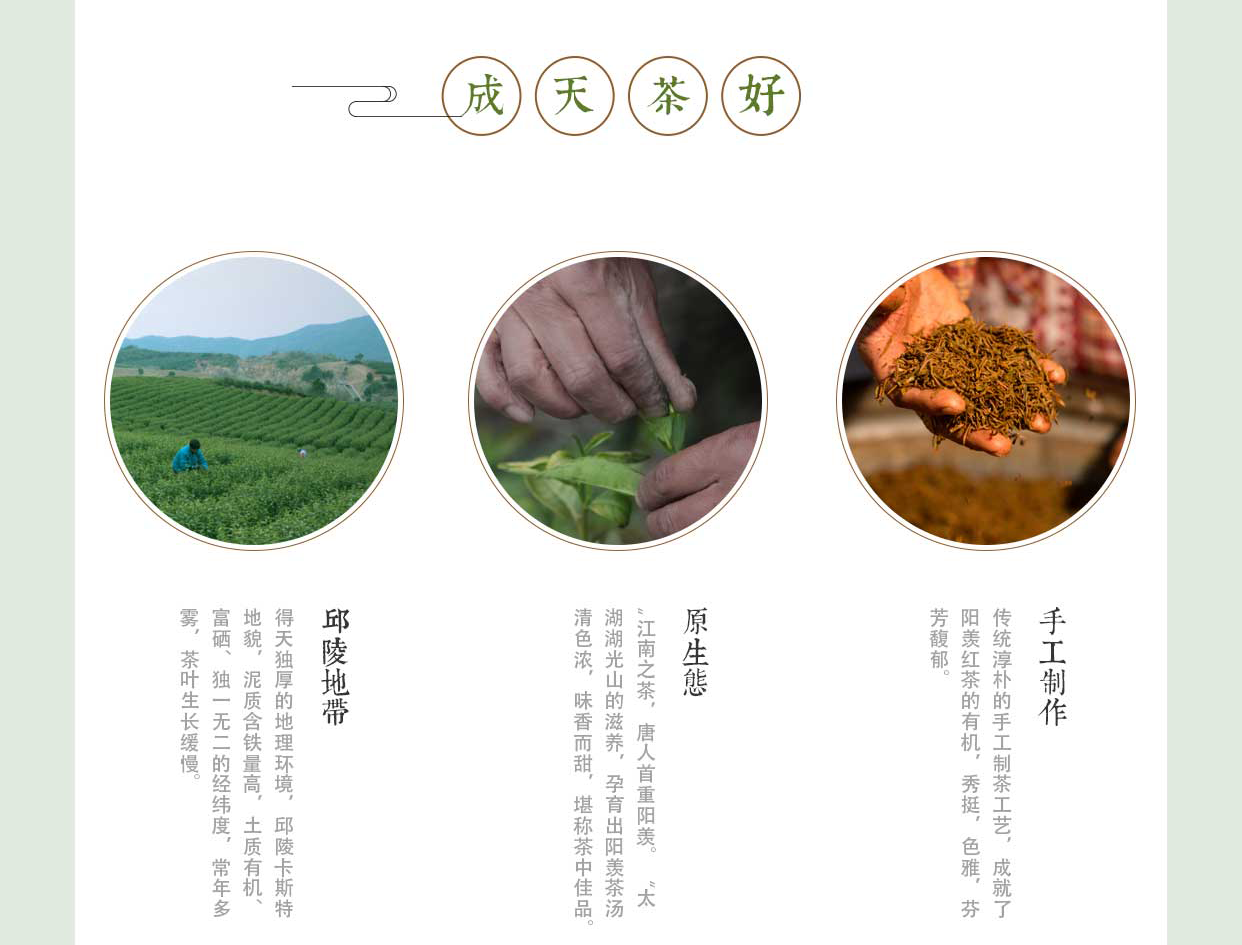 好茶天成
手工制作
传统淳朴的手工制茶工艺，成就了
阳羡红茶的有机，秀挺，色雅，芬
芳馥郁。
原生態
“江南之茶，唐人首重阳羡。”太
湖湖光山的滋养，孕育出阳羡茶汤
清色浓，味香而甜，堪称茶中佳品。
邱陵地帶
得天独厚的地理环境，邱陵卡斯特
地貌，泥质含铁量高，土质有机、
富硒、独一无二的经纬度，常年多
雾，茶叶生长缓慢。